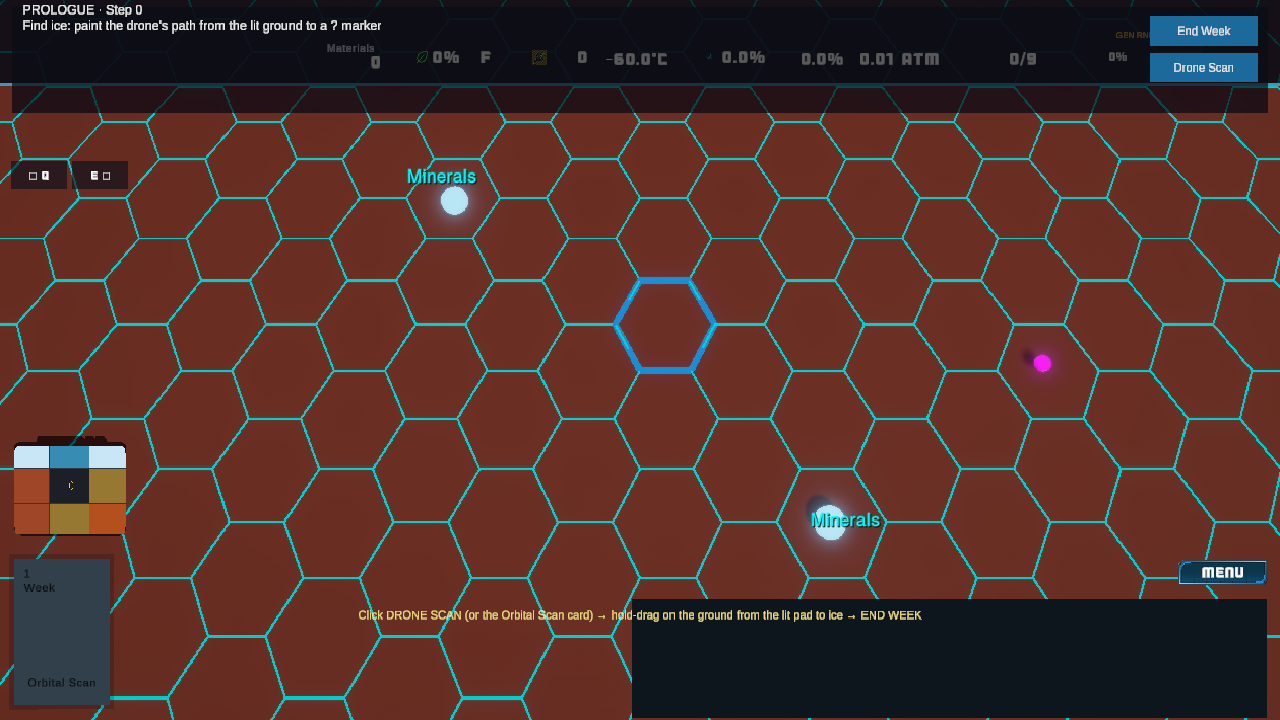 PROLOGUE · Step 0
Find ice: paint the drone's path from the lit ground to a ? marker
End Week
Drone Scan
Materials
0
0%
F
0
-60.0°C
0.0%
0.0%
0.01 ATM
0/9
0%
E
Minerals
Minerals
1
Week
Orbital Scan
MENU
Click DRONE SCAN (or the Orbital Scan card) → hold-drag on the ground from the lit pad to ice → END WEEK